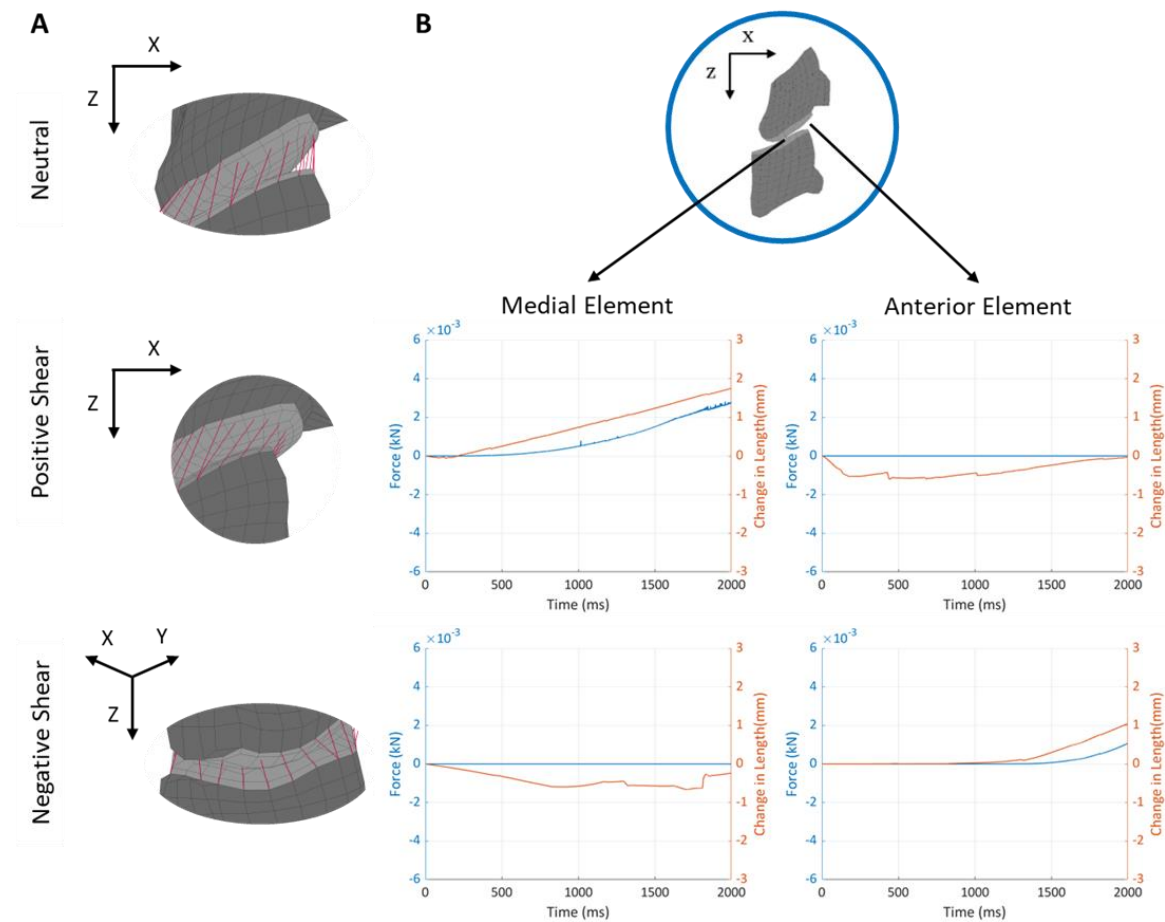 A
B
X
Z
Neutral
x
z
Medial Element
Anterior Element
X
Z
Positive Shear
×10-3
6
4
2
0
-2
-4
-6
Force (kN)
3
2
1
0
-1
-2
-3
Change in Length(mm)
0 500 1000 1500 2000
Time (ms)
×10-3
6
4
2
0
-2
-4
-6
Force (kN)
3
2
1
0
-1
-2
-3
Change in Length(mm)
0 500 1000 1500 2000
Time (ms)
X Y
Z
Negative Shear
×10-3
6
4
2
0
-2
-4
-6
Force (kN)
3
2
1
0
-1
-2
-3
Change in Length(mm)
0 500 1000 1500 2000
Time (ms)
×10-3
6
4
2
0
-2
-4
-6
Force (kN)
3
2
1
0
-1
-2
-3
Change in Length(mm)
0 500 1000 1500 2000
Time (ms)